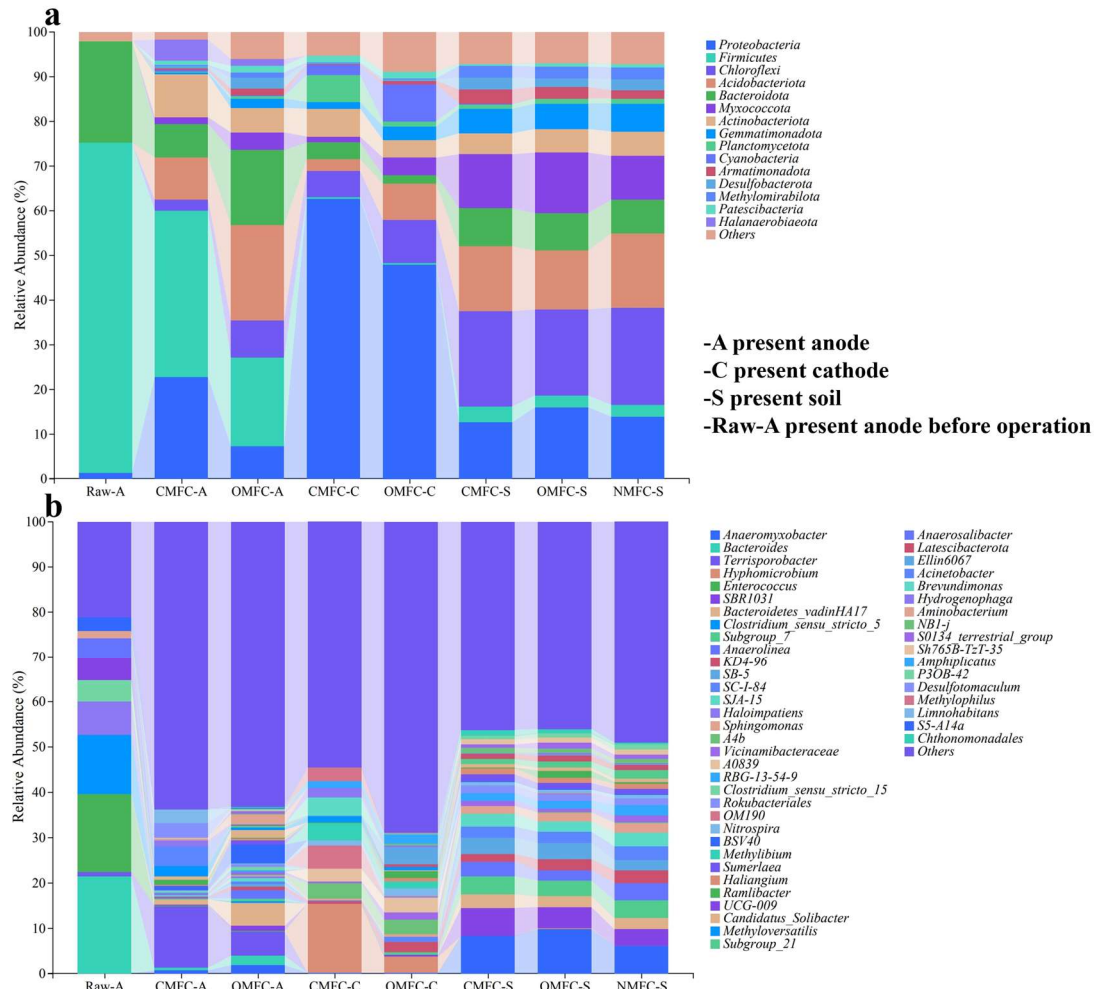 a
100
90
80
70
60
50
40
30
20
10
0
Relative Abundance (%)
Raw-A CMFC-A OMFC-A CMFC-C OMFC-C CMFC-S OMFC-S NMFC-S
Proteobacteria
Firmicutes
Chloroflexi
Acidobacteriota
Bacteroidota
Myxococcota
Actinobacteriota
Gemmatimonadota
Planctomycetota
Cyanobacteria
Armatimonadota
Desulfobacterota
Methylomirabilota
Patescibacteria
Halanaerobiaeota
Others
-A present anode
-C present cathode
-S present soil
-Raw-A present anode before operation
b
100
90
80
70
60
50
40
30
20
10
0
Relative Abundance (%)
Raw-A CMFC-A OMFC-A CMFC-C OMFC-C CMFC-S OMFC-S NMFC-S
Anaeromyxobacter
Bacteroides
Terrisporobacter
Hyphomicrobium
Enterococcus
SBR1031
Bacteroidetes_vadinHA17
Clostridium_sensu_stricto_5
Subgroup_7
Anaerolinea
KD4-96
SB-5
SC-I-84
SJA-15
Haloimpatiens
Sphingomonas
A4b
Vicinamibacteraceae
A0839
RBG-13-54-9
Clostridium_sensu_stricto_15
Rokubacteriales
OM190
Nitrospira
BSV40
Methylibium
Sumerlaea
Haliangium
Ramlibacter
UCG-009
Candidatus_Solibacter
Methyloversatilis
Subgroup_21
Anaerosalibacter
Latescibacterota
Ellin6067
Acinetobacter
Brevundimonas
Hydrogenophaga
Aminobacterium
NB1-j
S0134_terrestrial_group
Sh765B-TzT-35
Amphiplicatus
P3OB-42
Desulfotomaculum
Methylophilus
Limnohabitans
S5-A14a
Chthonomonadales
Others